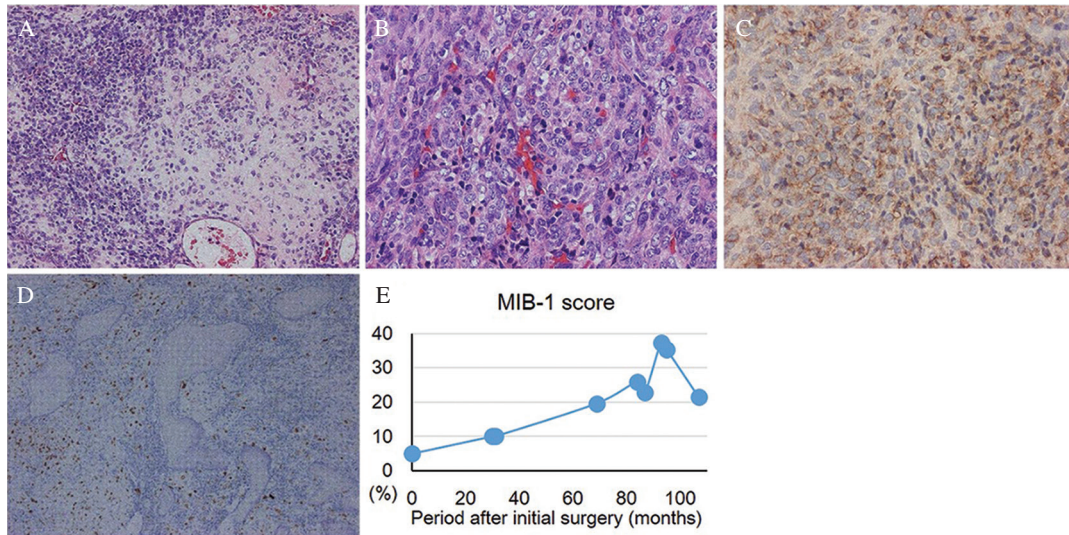 A
B
C
D
E
MIB-1 score
40
30
20
10
0
(%)
0 20 40 60 80 100
Period after initial surgery (months)